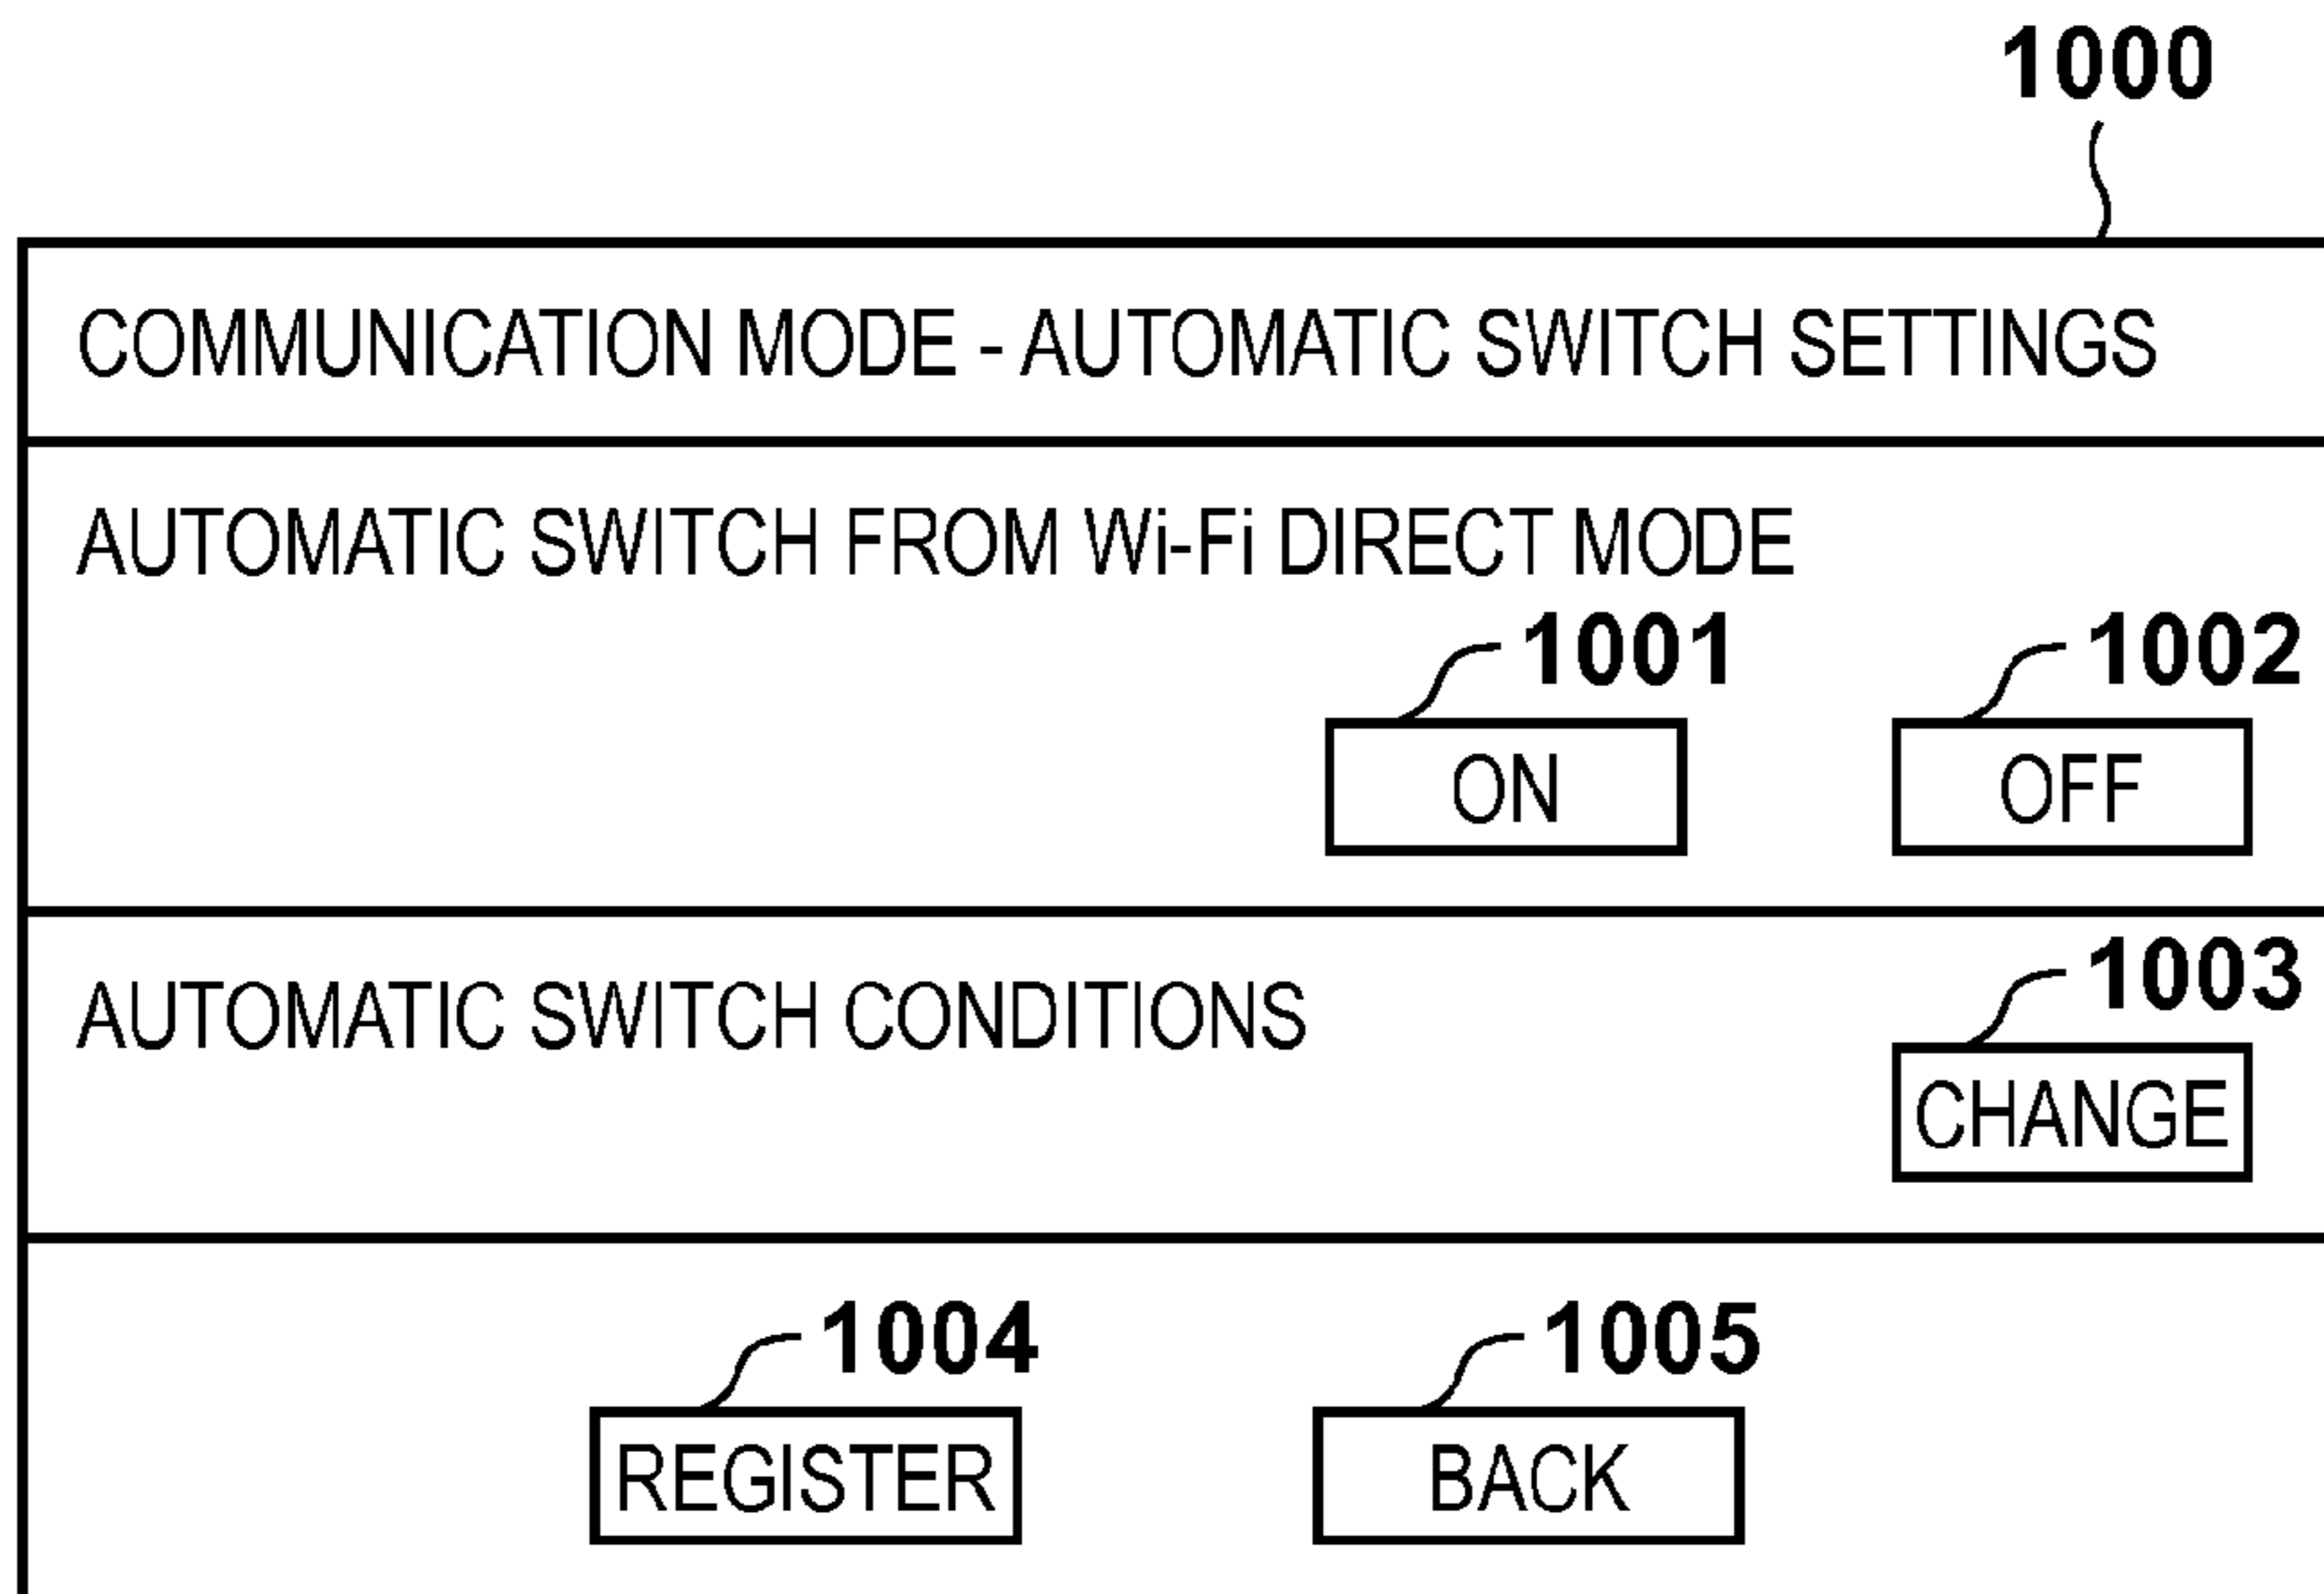 1000
COMMUNICATION MODE - AUTOMATIC SWITCH SETTINGS
AUTOMATIC SWITCH FROM Wi-Fi DIRECT MODE
1001 1002
ON OFF
AUTOMATIC SWITCH CONDITIONS
1003
CHANGE
1004 1005
REGISTER BACK